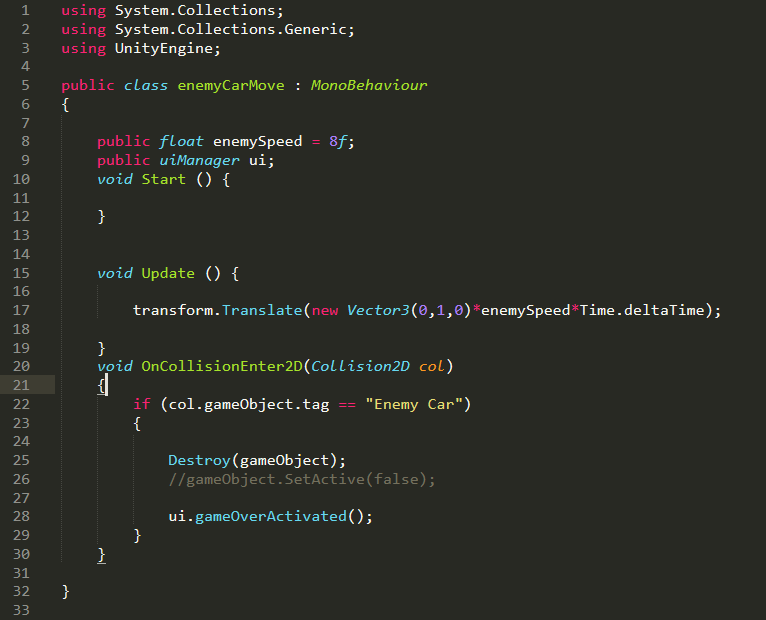 1 using System.Collections;
2 using System.Collections.Generic;
3 using UnityEngine;
4
5 public class enemyCarMove : MonoBehaviour
6 {
7
8 public float enemySpeed = 8f;
9 public uiManager ui;
10 void Start () {
11
12 }
13
14
15 void Update () {
16
17 transform.Translate(new Vector3(0,1,0)*enemySpeed*Time.deltaTime);
18
19 }
20 void OnCollisionEnter2D(Collision2D col)
21 {
22 if (col.gameObject.tag == "Enemy Car")
23 {
24
25 Destroy(gameObject);
26 //gameObject.SetActive(false);
27
28 ui.gameOverActivated();
29 }
30 }
31
32 }
33